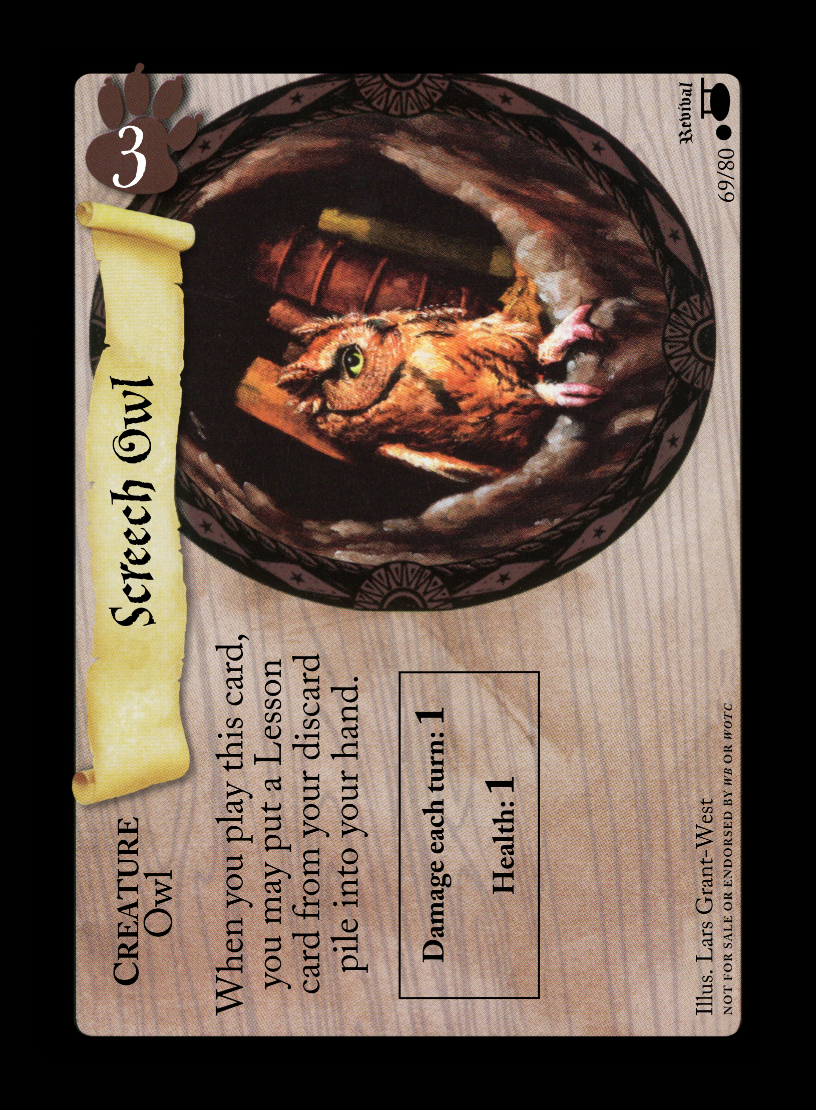 CREATURE
Owl
Screech Owl
3
When you play this card,
you may put a Lesson
card from your discard
pile into your hand.
Damage each turn: 1
Health: 1
Illus. Lars Grant-West
NOT FOR SALE OR ENDORSED BY WB OR WOTC
69/80
Revival